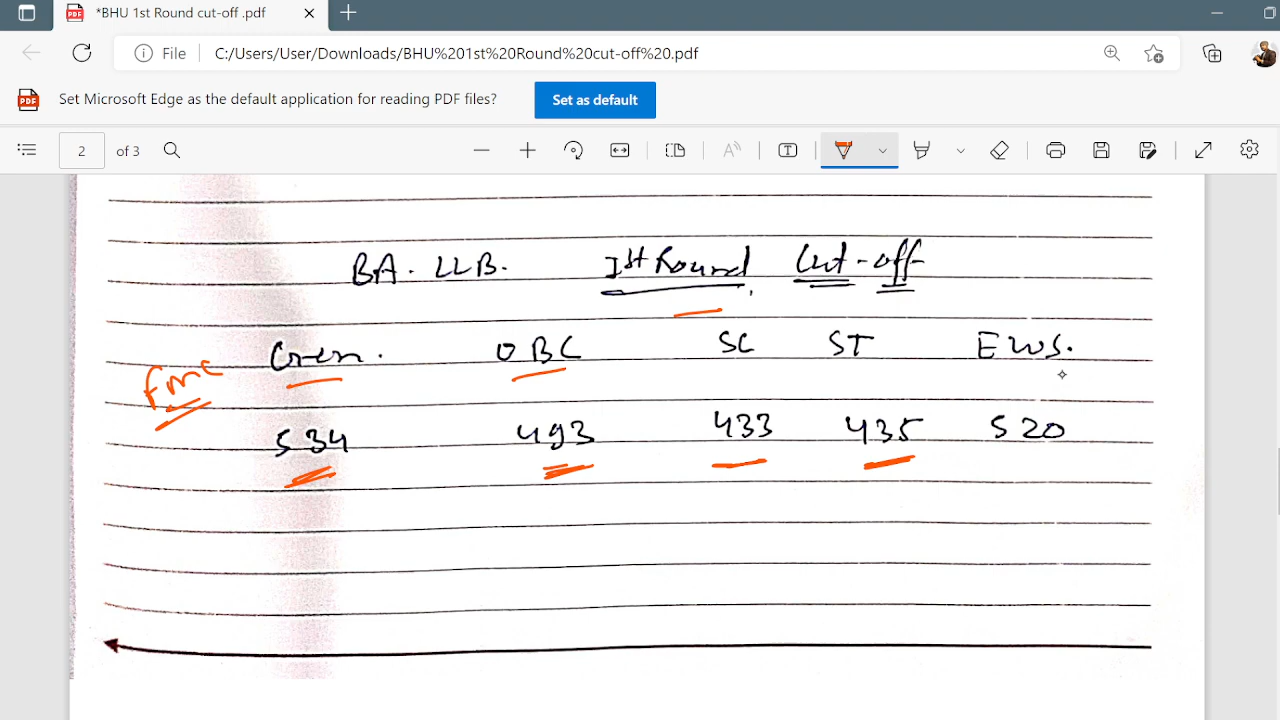 *BHU 1st Round cut-off .pdf
File C:/Users/User/Downloads/BHU%201st%20Round%20cut-off%20.pdf
PDF Set Microsoft Edge as the default application for reading PDF files? Set as default
2 of 3
BA. LLB. Ist Round Cut-off
Gen. OBC SC ST EWS.
534 493 433 435 520